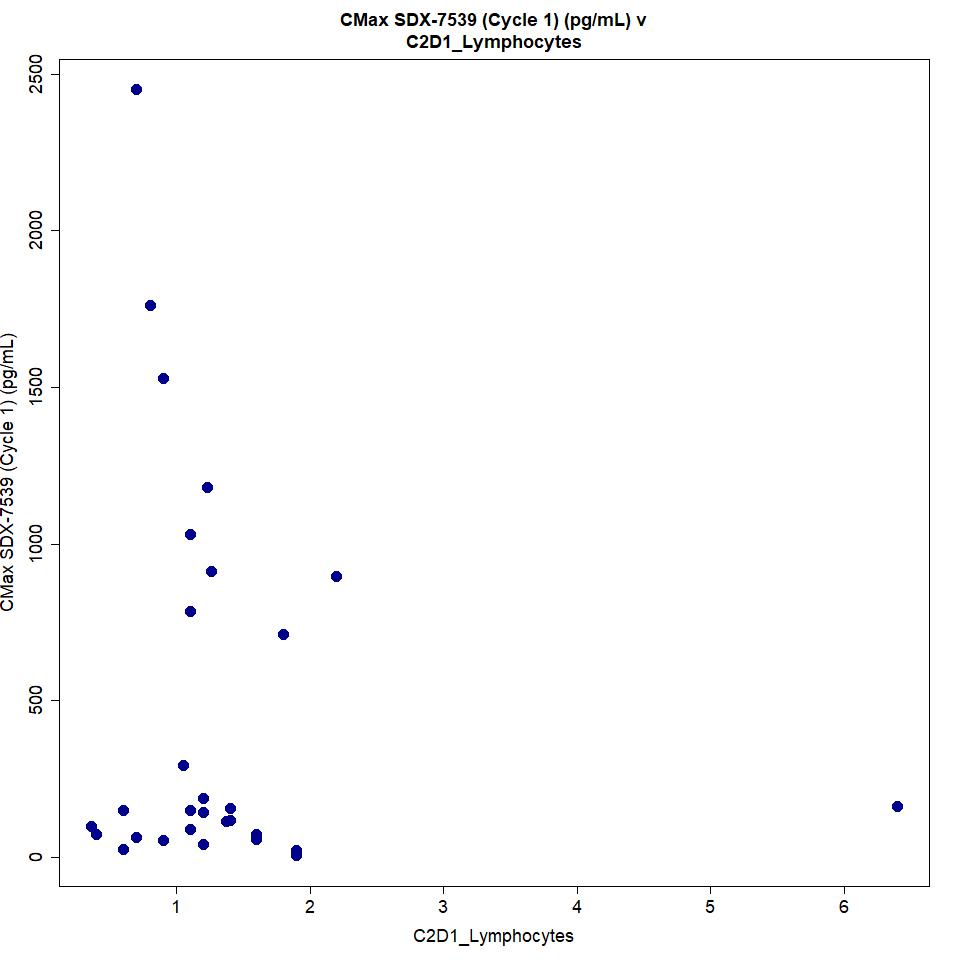 CMax SDX-7539 (Cycle 1) (pg/mL) v
C2D1_Lymphocytes
2500
2000
1500
1000
500
0
CMax SDX-7539 (Cycle 1) (pg/mL)
1 2 3 4 5 6
C2D1_Lymphocytes